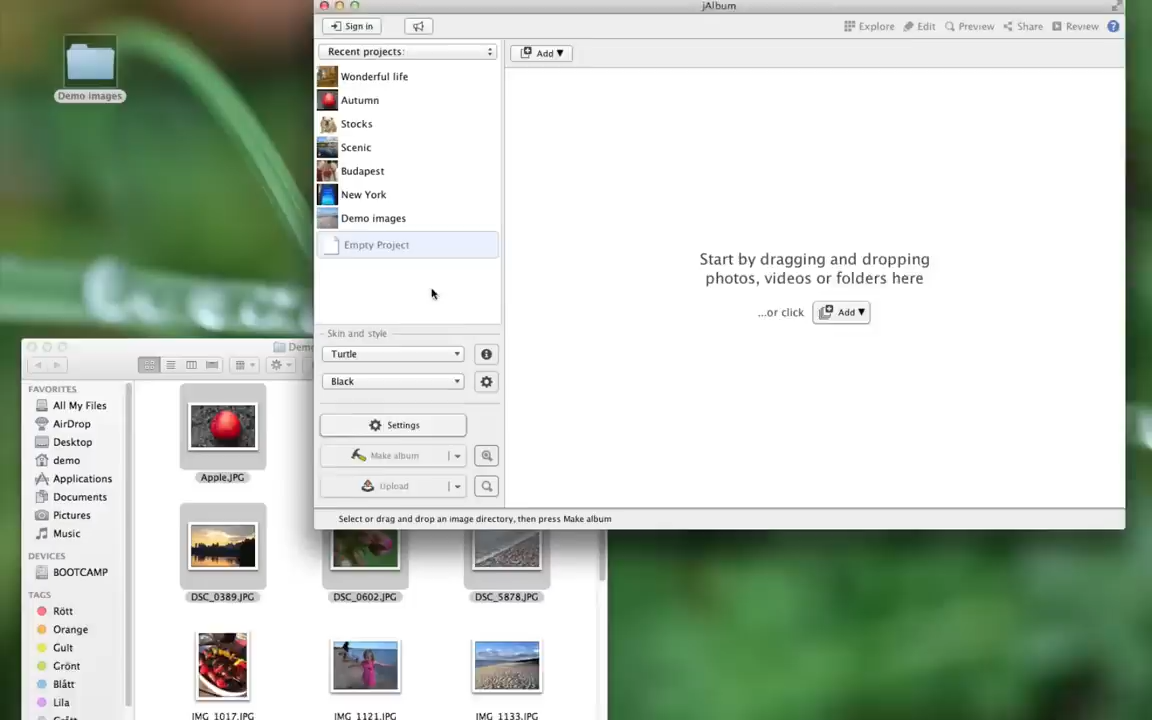 jAlbum
Sign in
Explore
Edit
Preview
Share
Review
?
Recent projects:
Add ▼
Wonderful life
Autumn
Stocks
Scenic
Budapest
New York
Demo images
Empty Project
Start by dragging and dropping
photos, videos or folders here
...or click
Add ▼
Skin and style
Turtle
Black
Settings
Make album
Upload
Select or drag and drop an image directory, then press Make album
Demo images
FAVORITES
All My Files
AirDrop
Desktop
demo
Applications
Documents
Pictures
Music
DEVICES
BOOTCAMP
TAGS
Rött
Orange
Gult
Grönt
Blått
Lila
Apple.JPG
DSC_0389.JPG
DSC_0602.JPG
DSC_5878.JPG
IMG_1017.JPG
IMG_1121.JPG
IMG_1133.JPG